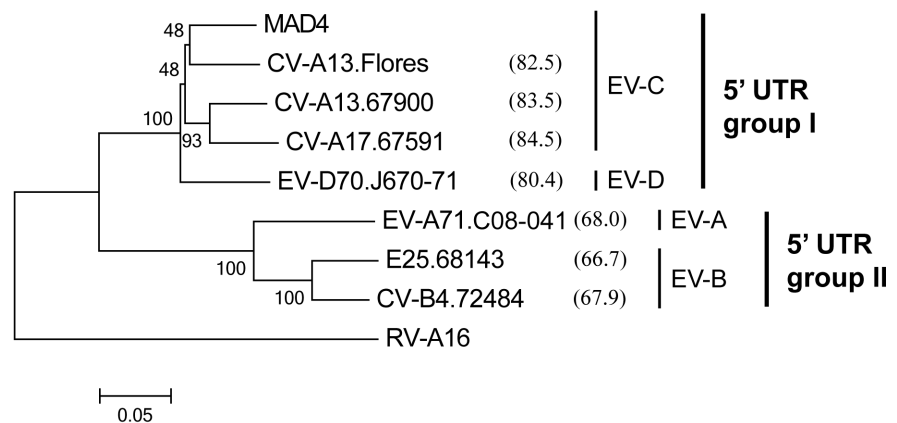 48
MAD4
48
CV-A13.Flores (82.5)
EV-C
CV-A13.67900 (83.5)
5’ UTR
group I
100
93
CV-A17.67591 (84.5)
EV-D70.J670-71 (80.4) EV-D
EV-A71.C08-041 (68.0) EV-A
5’ UTR
group II
100
E25.68143 (66.7)
EV-B
100
CV-B4.72484 (67.9)
RV-A16
0.05